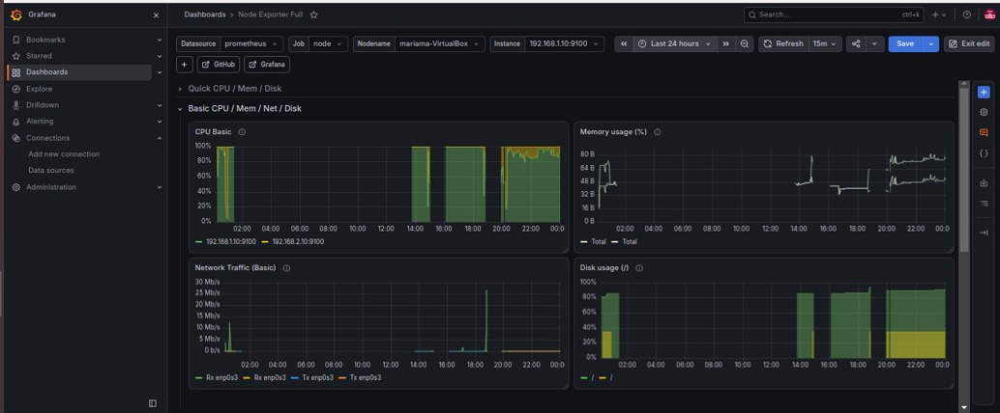 Grafana
Dashboards › Node Exporter Full
Search...
ctrl+k
Bookmarks
Starred
Dashboards
Explore
Drilldown
Alerting
Connections
Add new connection
Data sources
Administration
Datasource prometheus Job node Nodename mariama-VirtualBox Instance 192.168.1.10:9100 Last 24 hours Refresh 15m Save Exit edit
GitHub Grafana
Quick CPU / Mem / Disk
Basic CPU / Mem / Net / Disk
CPU Basic
100%
80%
60%
40%
20%
0%
02:00 04:00 06:00 08:00 10:00 12:00 14:00 16:00 18:00 20:00 22:00 00:0
192.168.1.10:9100 192.168.2.10:9100
Memory usage (%)
80 B
64 B
48 B
32 B
16 B
0 B
02:00 04:00 06:00 08:00 10:00 12:00 14:00 16:00 18:00 20:00 22:00 00:0
Total Total
Network Traffic (Basic)
30 Mb/s
25 Mb/s
20 Mb/s
15 Mb/s
10 Mb/s
5 Mb/s
0 b/s
02:00 04:00 06:00 08:00 10:00 12:00 14:00 16:00 18:00 20:00 22:00 00:0
Rx enp0s3 Rx enp0s3 Tx enp0s3 Tx enp0s3
Disk usage (/)
100%
80%
60%
40%
20%
0%
02:00 04:00 06:00 08:00 10:00 12:00 14:00 16:00 18:00 20:00 22:00 00:0
/ /